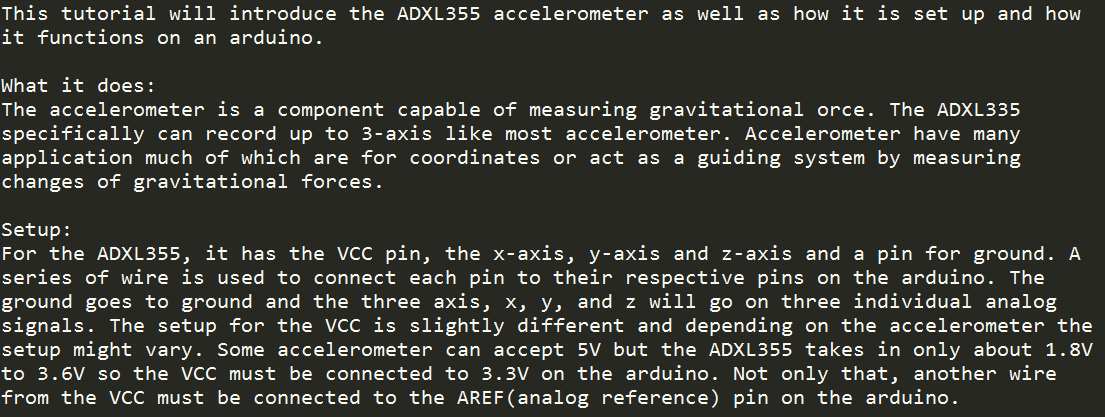 This tutorial will introduce the ADXL355 accelerometer as well as how it is set up and how
it functions on an arduino.
What it does:
The accelerometer is a component capable of measuring gravitational orce. The ADXL335
specifically can record up to 3-axis like most accelerometer. Accelerometer have many
application much of which are for coordinates or act as a guiding system by measuring
changes of gravitational forces.
Setup:
For the ADXL355, it has the VCC pin, the x-axis, y-axis and z-axis and a pin for ground. A
series of wire is used to connect each pin to their respective pins on the arduino. The
ground goes to ground and the three axis, x, y, and z will go on three individual analog
signals. The setup for the VCC is slightly different and depending on the accelerometer the
setup might vary. Some accelerometer can accept 5V but the ADXL355 takes in only about 1.8V
to 3.6V so the VCC must be connected to 3.3V on the arduino. Not only that, another wire
from the VCC must be connected to the AREF(analog reference) pin on the arduino.